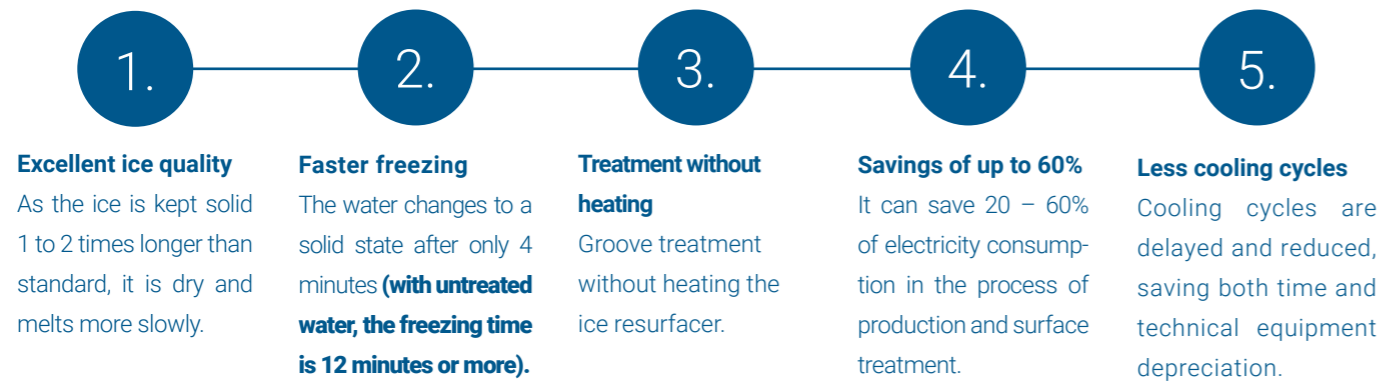 1.
2.
3.
4.
5.
Excellent ice quality
As the ice is kept solid
1 to 2 times longer than
standard, it is dry and
melts more slowly.
Faster freezing
The water changes to a
solid state after only 4
minutes (with untreated
water, the freezing time
is 12 minutes or more).
Treatment without
heating
Groove treatment
without heating the
ice resurfacer.
Savings of up to 60%
It can save 20 – 60%
of electricity consump-
tion in the process of
production and surface
treatment.
Less cooling cycles
Cooling cycles are
delayed and reduced,
saving both time and
technical equipment
depreciation.